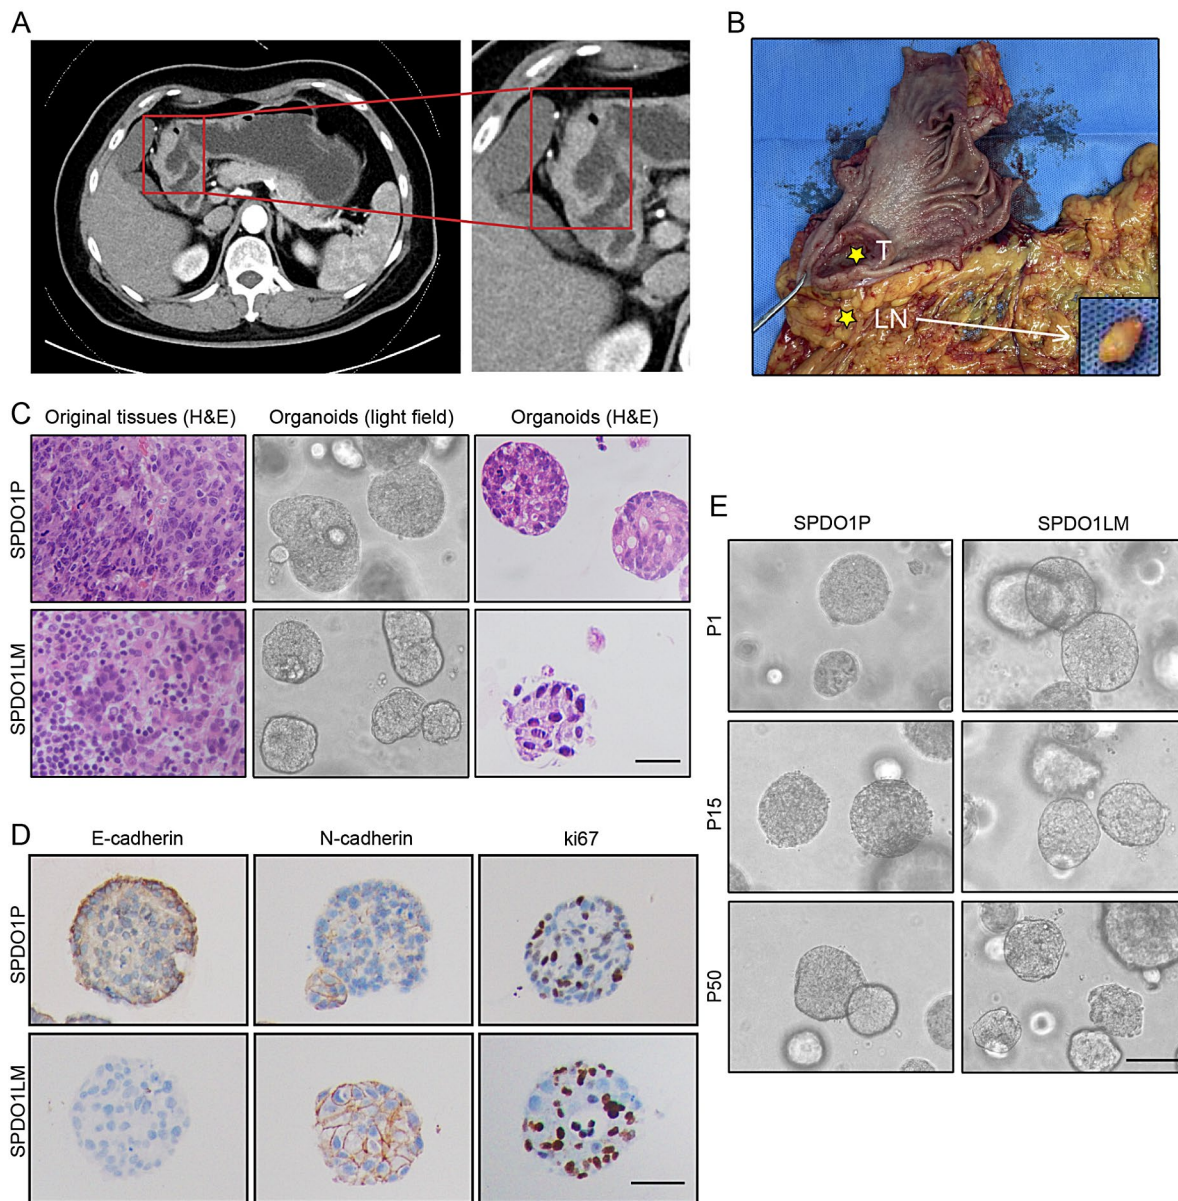 A
B
T
LN
C
Original tissues (H&E)
Organoids (light field)
Organoids (H&E)
SPDO1P
SPDO1LM
D
E-cadherin
N-cadherin
ki67
SPDO1P
SPDO1LM
E
SPDO1P
SPDO1LM
P1
P15
P50